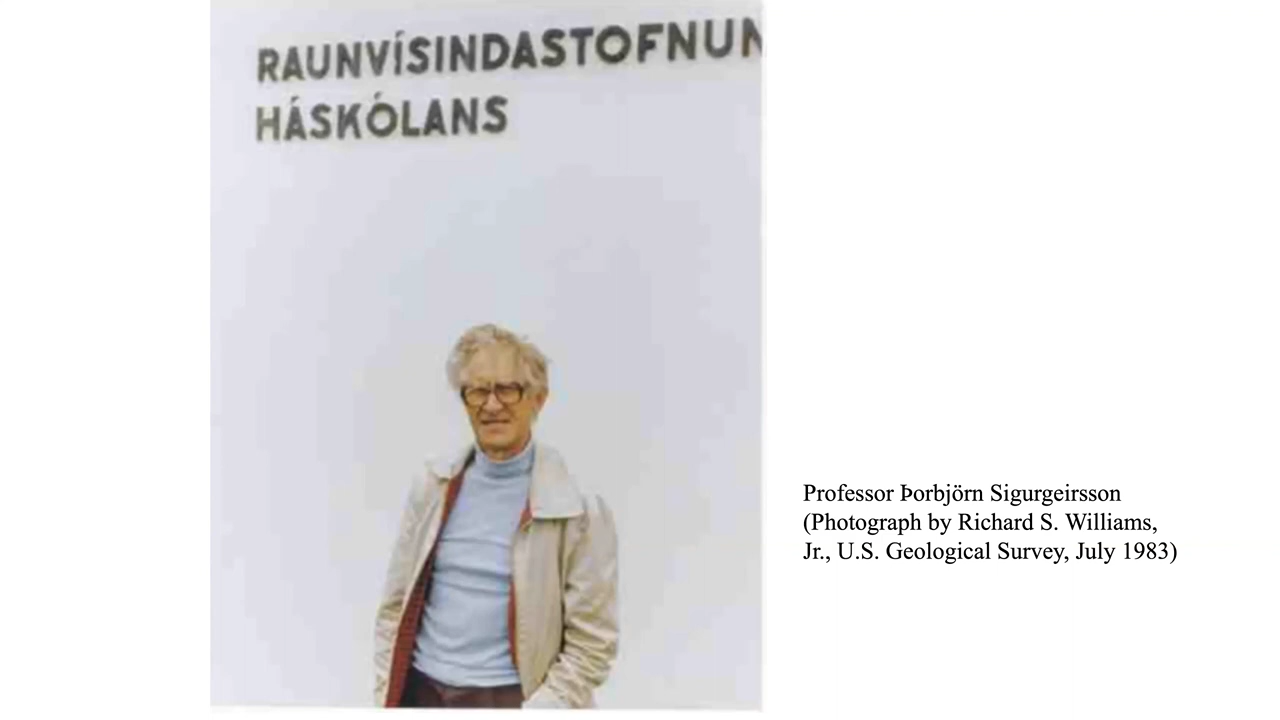 RAUNVÍSINDASTOFNUN
HÁSKÓLANS
Professor Þorbjörn Sigurgeirsson
(Photograph by Richard S. Williams,
Jr., U.S. Geological Survey, July 1983)